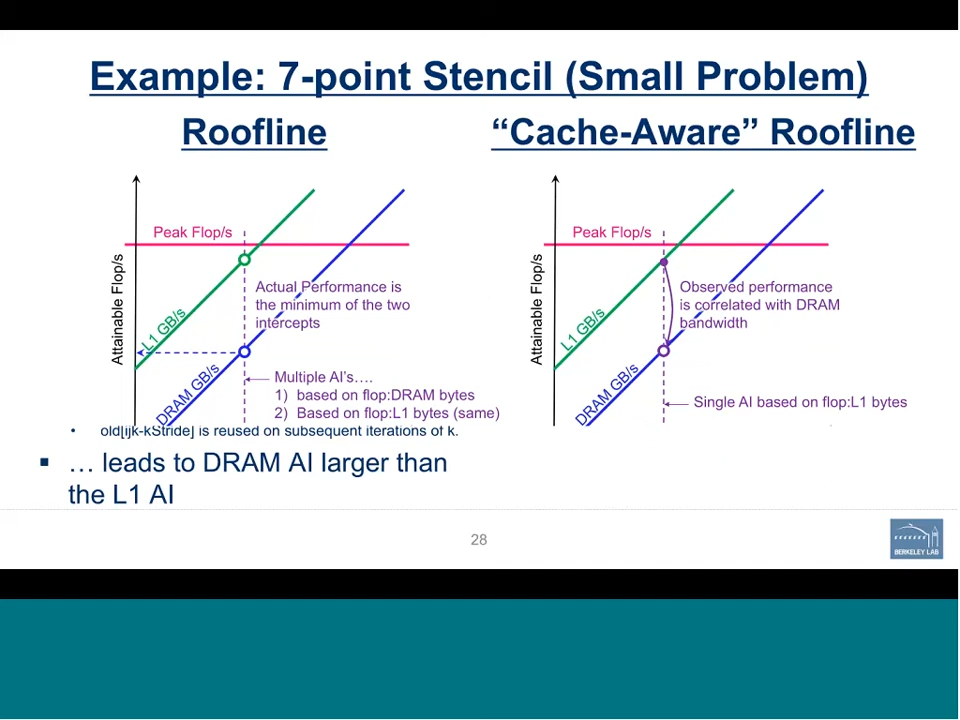 Example: 7-point Stencil (Small Problem)
Roofline
“Cache-Aware” Roofline
Peak Flop/s
Attainable Flop/s
L1 GB/s
DRAM GB/s
Actual Performance is
the minimum of the two
intercepts
Multiple AI’s….
1) based on flop:DRAM bytes
2) Based on flop:L1 bytes (same)
Peak Flop/s
Attainable Flop/s
L1 GB/s
DRAM GB/s
Observed performance
is correlated with DRAM
bandwidth
Single AI based on flop:L1 bytes
• old[ijk-kStride] is reused on subsequent iterations of k.
▪ … leads to DRAM AI larger than
the L1 AI
28
BERKELEY LAB